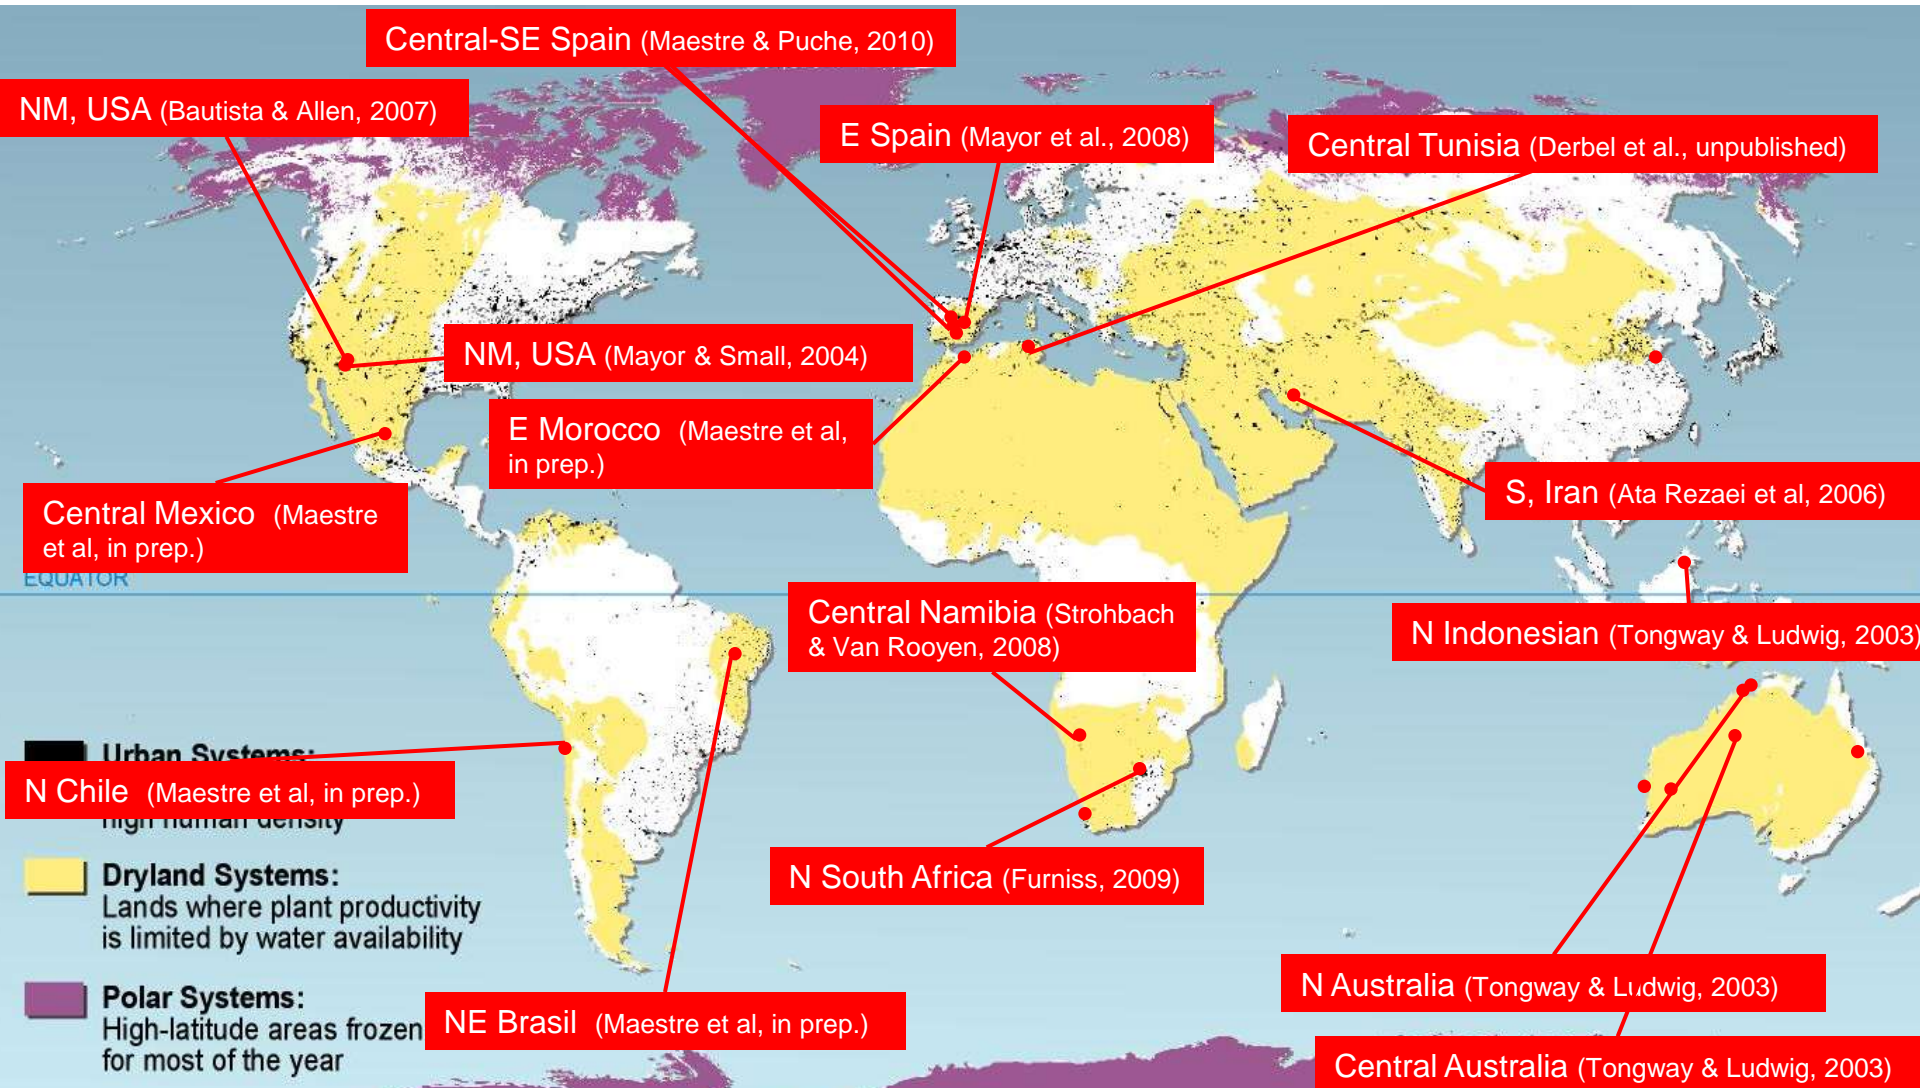 Central-SE Spain (Maestre & Puche, 2010)
NM, USA (Bautista & Allen, 2007)
E Spain (Mayor et al., 2008)
Central Tunisia (Derbel et al., unpublished)
NM, USA (Mayor & Small, 2004)
E Morocco (Maestre et al,
in prep.)
S, Iran (Ata Rezaei et al, 2006)
Central Mexico (Maestre
et al, in prep.)
EQUATOR
Central Namibia (Strohbach
& Van Rooyen, 2008)
N Indonesian (Tongway & Ludwig, 2003)
Urban Systems:
N Chile (Maestre et al, in prep.)
high human density
N South Africa (Furniss, 2009)
Dryland Systems:
Lands where plant productivity
is limited by water availability
N Australia (Tongway & Ludwig, 2003)
Polar Systems:
High-latitude areas frozen
for most of the year
NE Brasil (Maestre et al, in prep.)
Central Australia (Tongway & Ludwig, 2003)